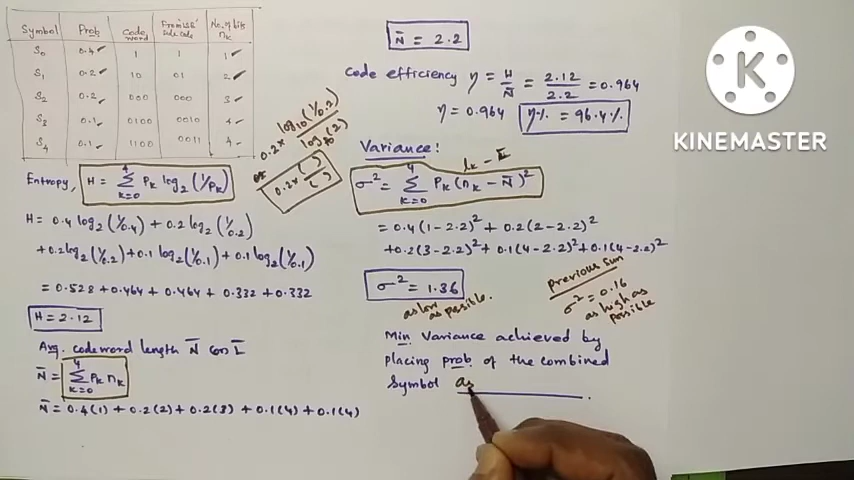 Symbol Prob Code word From LSB side code No. of bits nk
S0 0.4 1 1 1
S1 0.2 10 01 2
S2 0.2 000 000 3
S3 0.1 0100 0010 4
S4 0.1 1100 0011 4
0.2 × log10(1/0.2) / log10(2)
0.2 × ( ) / ( )
Entropy, H = 4 Σ k=0 Pk log2 (1/Pk)
H = 0.4 log2 (1/0.4) + 0.2 log2 (1/0.2)
+0.2 log2 (1/0.2) + 0.1 log2 (1/0.1) + 0.1 log2 (1/0.1)
= 0.528 + 0.464 + 0.464 + 0.332 + 0.332
H = 2.12
Avg. codeword length N̄ (or) L̄
N̄ = 4 Σ k=0 Pk nk
N̄ = 0.4(1) + 0.2(2) + 0.2(3) + 0.1(4) + 0.1(4)
N̄ = 2.2
Code efficiency η = H/N̄ = 2.12/2.2 = 0.964
η = 0.964 η% = 96.4%
Variance:
lk - L̄
σ² = 4 Σ k=0 Pk (nk - N̄)²
= 0.4(1-2.2)² + 0.2(2-2.2)²
+0.2(3-2.2)² + 0.1(4-2.2)² + 0.1(4-2.2)²
σ² = 1.36
as low as possible.
Previous sum
σ² = 0.16
as high as
possible
Min Variance achieved by
placing prob of the combined
symbol as .
K
KINEMASTER